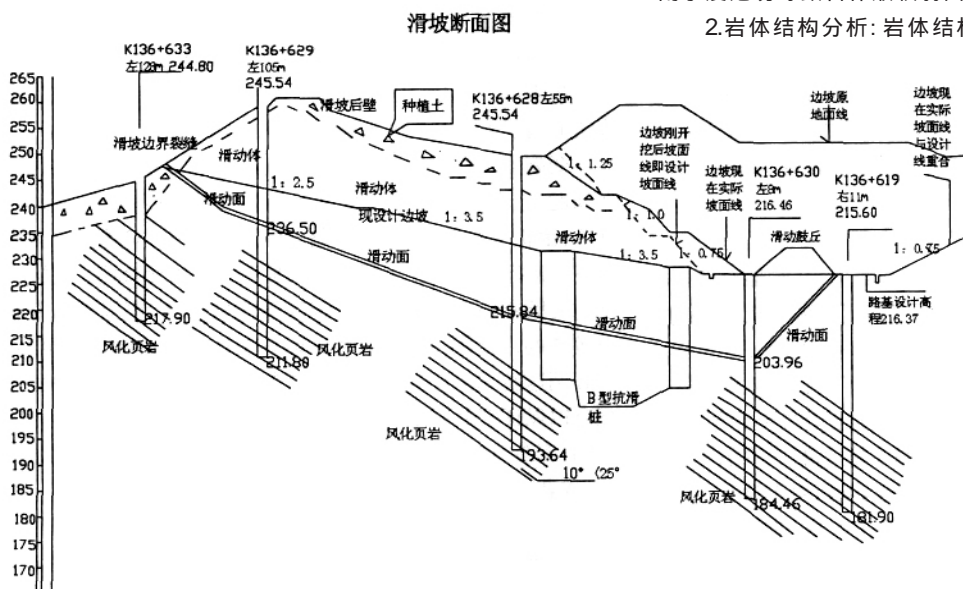 滑坡断面图
2.岩体结构分析: 岩体结构
K136+633
左128m 244.80
K136+629
左105m
245.54
K136+628左55m
245.54
滑坡后壁
种植土
滑坡边界裂缝
边坡刚开
挖后坡面
线即设计
坡面线
边坡原
地面线
边坡现
在实际
坡面线
与设计
线重合
边坡现
在实际
坡面线
K136+630
左8m
216.46
K136+619
右11m
215.60
265
260
255
250
240
235
230
225
220
215
210
205
200
195
190
185
180
175
170
滑动体
滑动体
滑动体
1: 2.5
1: 3.5
1: 3.5
1: 1.25
1: 1.0
1: 0.75
1: 0.75
现设计边坡
滑动面
滑动面
滑动面
滑动面
滑动鼓丘
236.50
215.84
203.96
路基设计高
程216.37
217.90
211.80
193.64
184.46
181.90
风化页岩
风化页岩
风化页岩
风化页岩
风化页岩
B型抗滑
桩
10° (25°